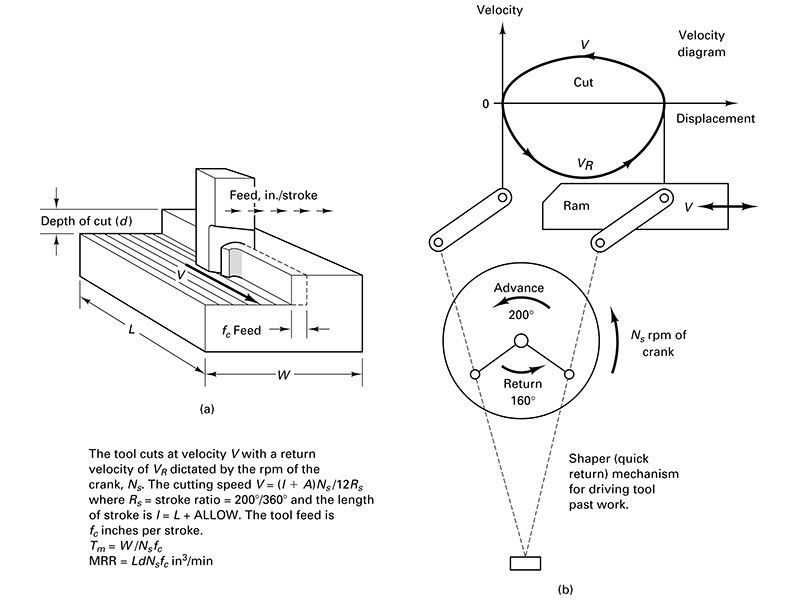 Feed, in./stroke
Depth of cut (d)
V
L
f_c Feed
W
(a)
The tool cuts at velocity V with a return
velocity of V_R dictated by the rpm of the
crank, N_s. The cutting speed V = (l + A)N_s/12R_s
where R_s = stroke ratio = 200°/360° and the length
of stroke is l = L + ALLOW. The tool feed is
f_c inches per stroke.
T_m = W/N_sf_c
MRR = LdN_sf_c in³/min
Velocity
Velocity
diagram
V
Cut
0
Displacement
V_R
Ram
V
Advance
200°
N_s rpm of
crank
Return
160°
Shaper (quick
return) mechanism
for driving tool
past work.
(b)